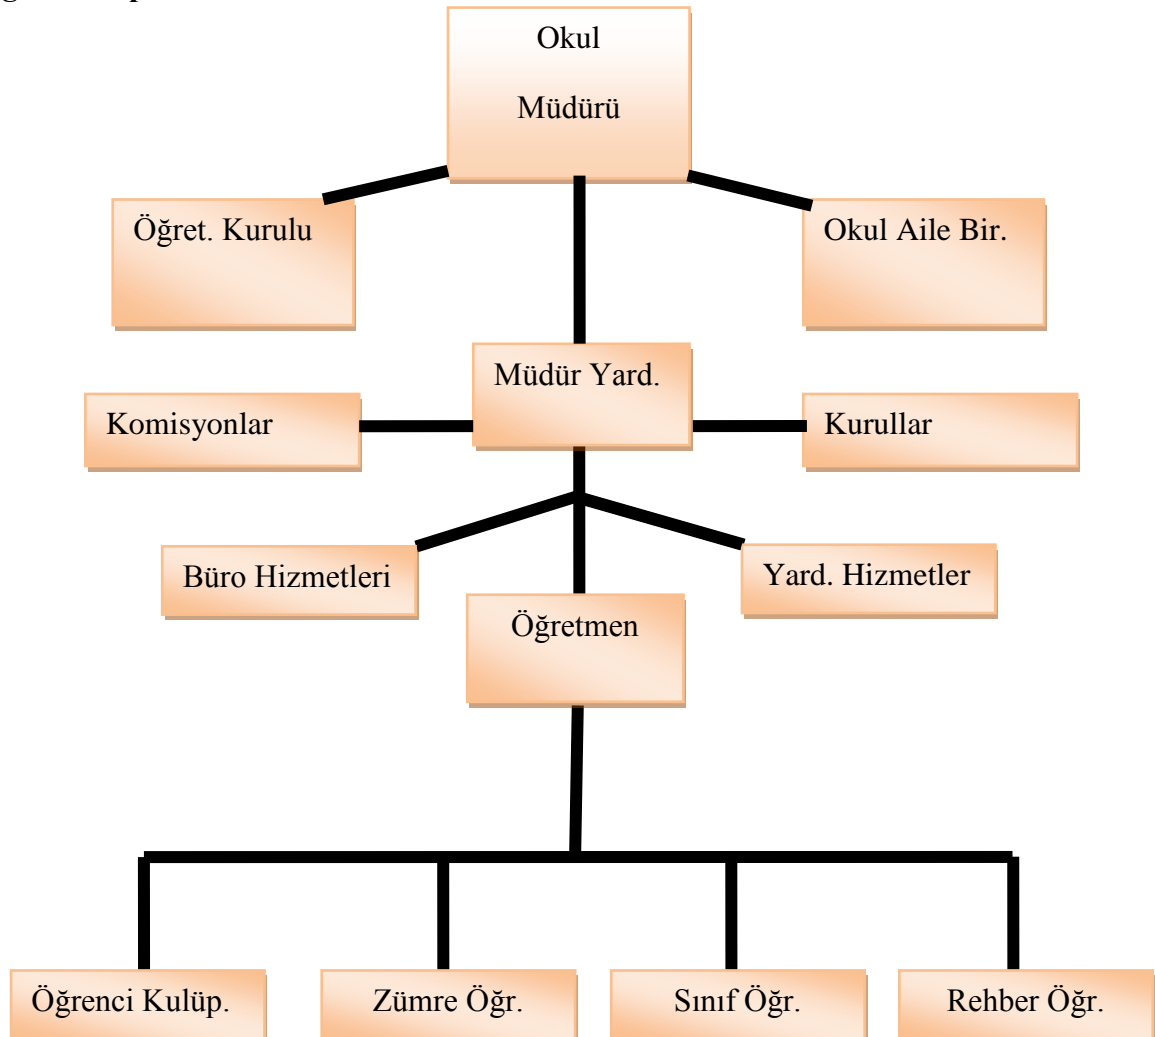 Okul
Müdürü
Öğret. Kurulu
Okul Aile Bir.
Müdür Yard.
Komisyonlar
Kurullar
Büro Hizmetleri
Yard. Hizmetler
Öğretmen
Öğrenci Kulüp.
Zümre Öğr.
Sınıf Öğr.
Rehber Öğr.